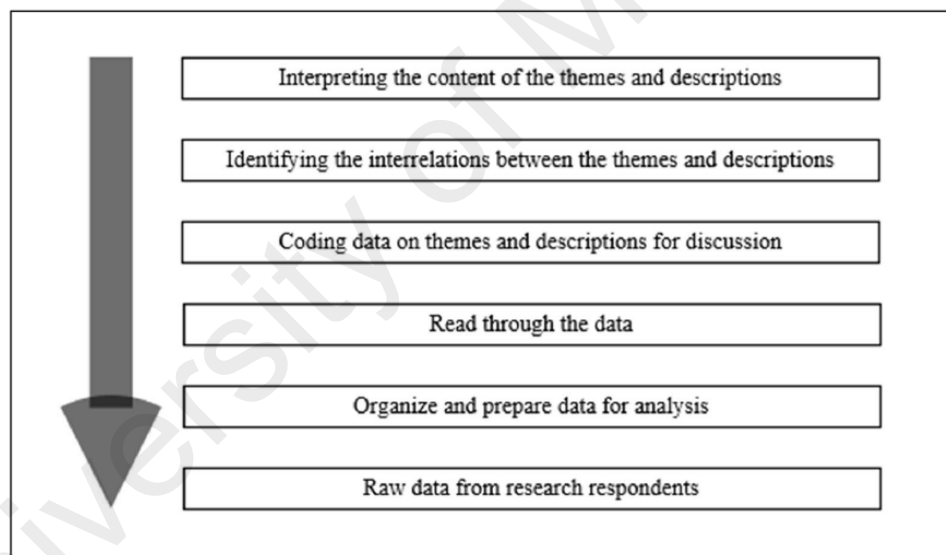 Interpreting the content of the themes and descriptions
Identifying the interrelations between the themes and descriptions
Coding data on themes and descriptions for discussion
Read through the data
Organize and prepare data for analysis
Raw data from research respondents